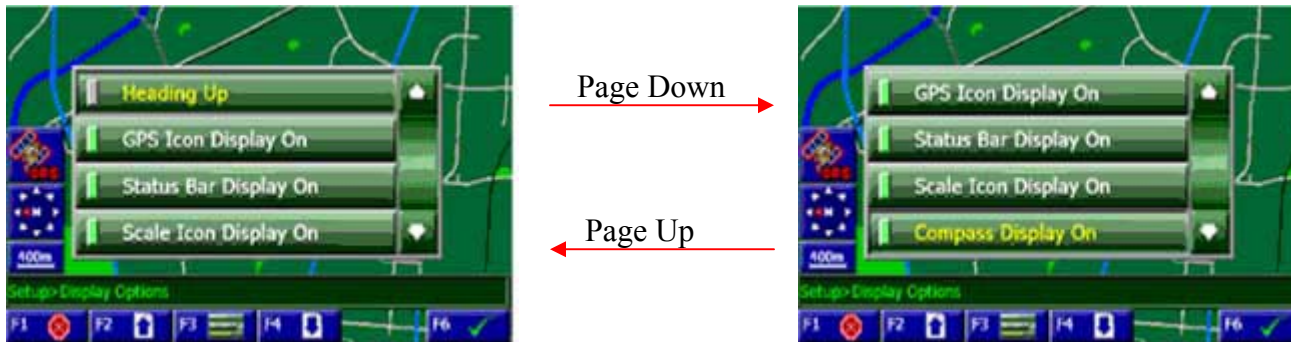 Heading Up
GPS Icon Display On
Status Bar Display On
Scale Icon Display On
GPS
400m
Setup>Display Options
F1 F2 F3 F4 F6
Page Down
Page Up
GPS Icon Display On
Status Bar Display On
Scale Icon Display On
Compass Display On
GPS
400m
Setup>Display Options
F1 F2 F3 F4 F6